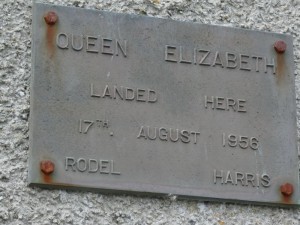 QUEEN ELIZABETH
LANDED HERE
17TH. AUGUST 1956
RODEL HARRIS